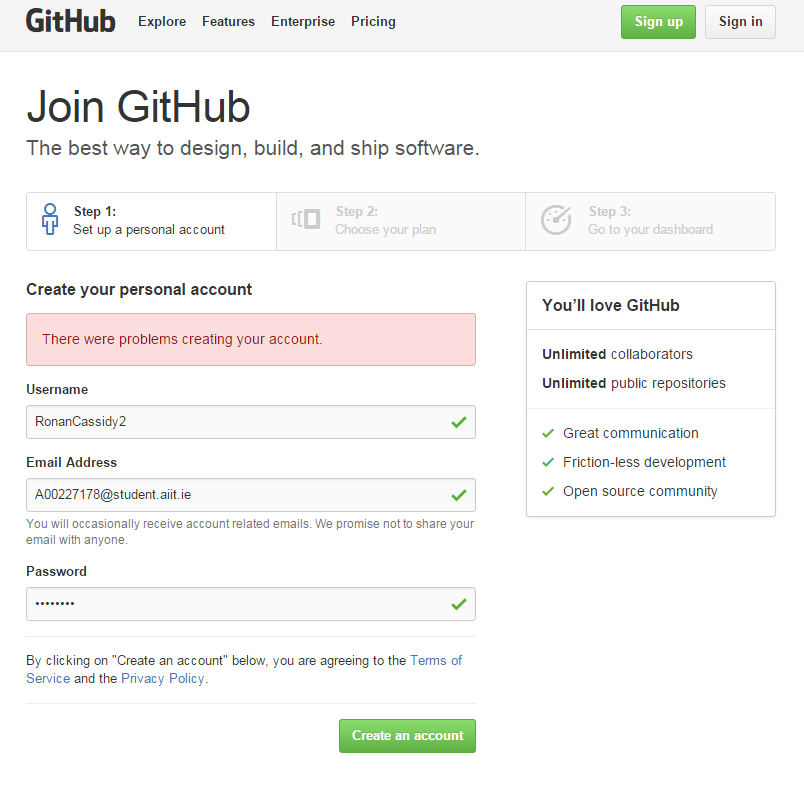 GitHub Explore Features Enterprise Pricing Sign up Sign in
Join GitHub
The best way to design, build, and ship software.
Step 1:
Set up a personal account
Step 2:
Choose your plan
Step 3:
Go to your dashboard
Create your personal account
There were problems creating your account.
Username
RonanCassidy2
Email Address
A00227178@student.aiit.ie
You will occasionally receive account related emails. We promise not to share your
email with anyone.
Password
••••••••
By clicking on "Create an account" below, you are agreeing to the Terms of
Service and the Privacy Policy.
Create an account
You’ll love GitHub
Unlimited collaborators
Unlimited public repositories
Great communication
Friction-less development
Open source community